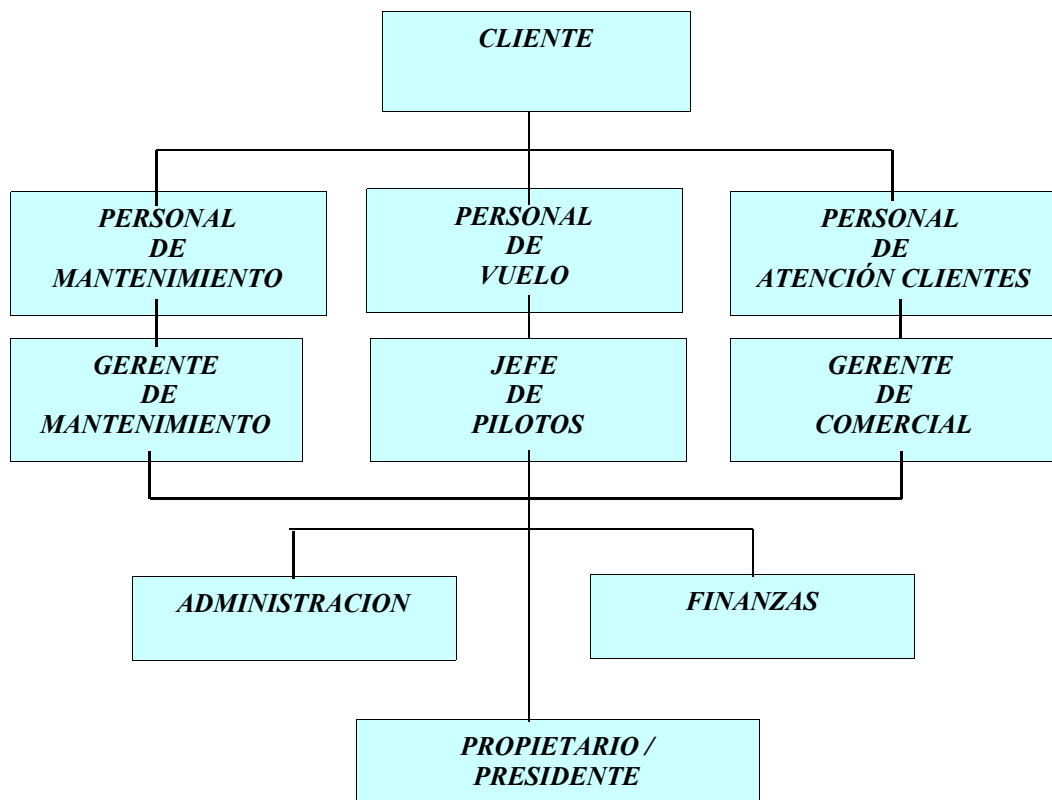 CLIENTE
PERSONAL
DE
MANTENIMIENTO
PERSONAL
DE
VUELO
PERSONAL
DE
ATENCIÓN CLIENTES
GERENTE
DE
MANTENIMIENTO
JEFE
DE
PILOTOS
GERENTE
DE
COMERCIAL
ADMINISTRACION
FINANZAS
PROPIETARIO /
PRESIDENTE